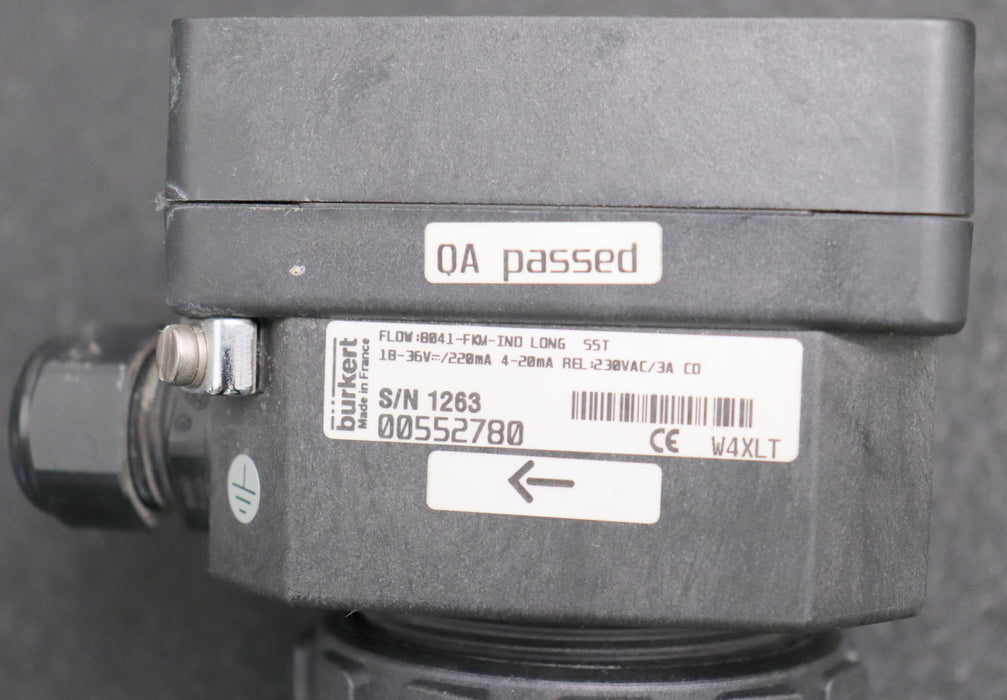 QA passed
burkert
Made in France
FLOW:8041-FKM-IND LONG SST
18-36V⎓/220mA 4-20mA REL:230VAC/3A CO
S/N 1263
00552780
CE
W4XLT